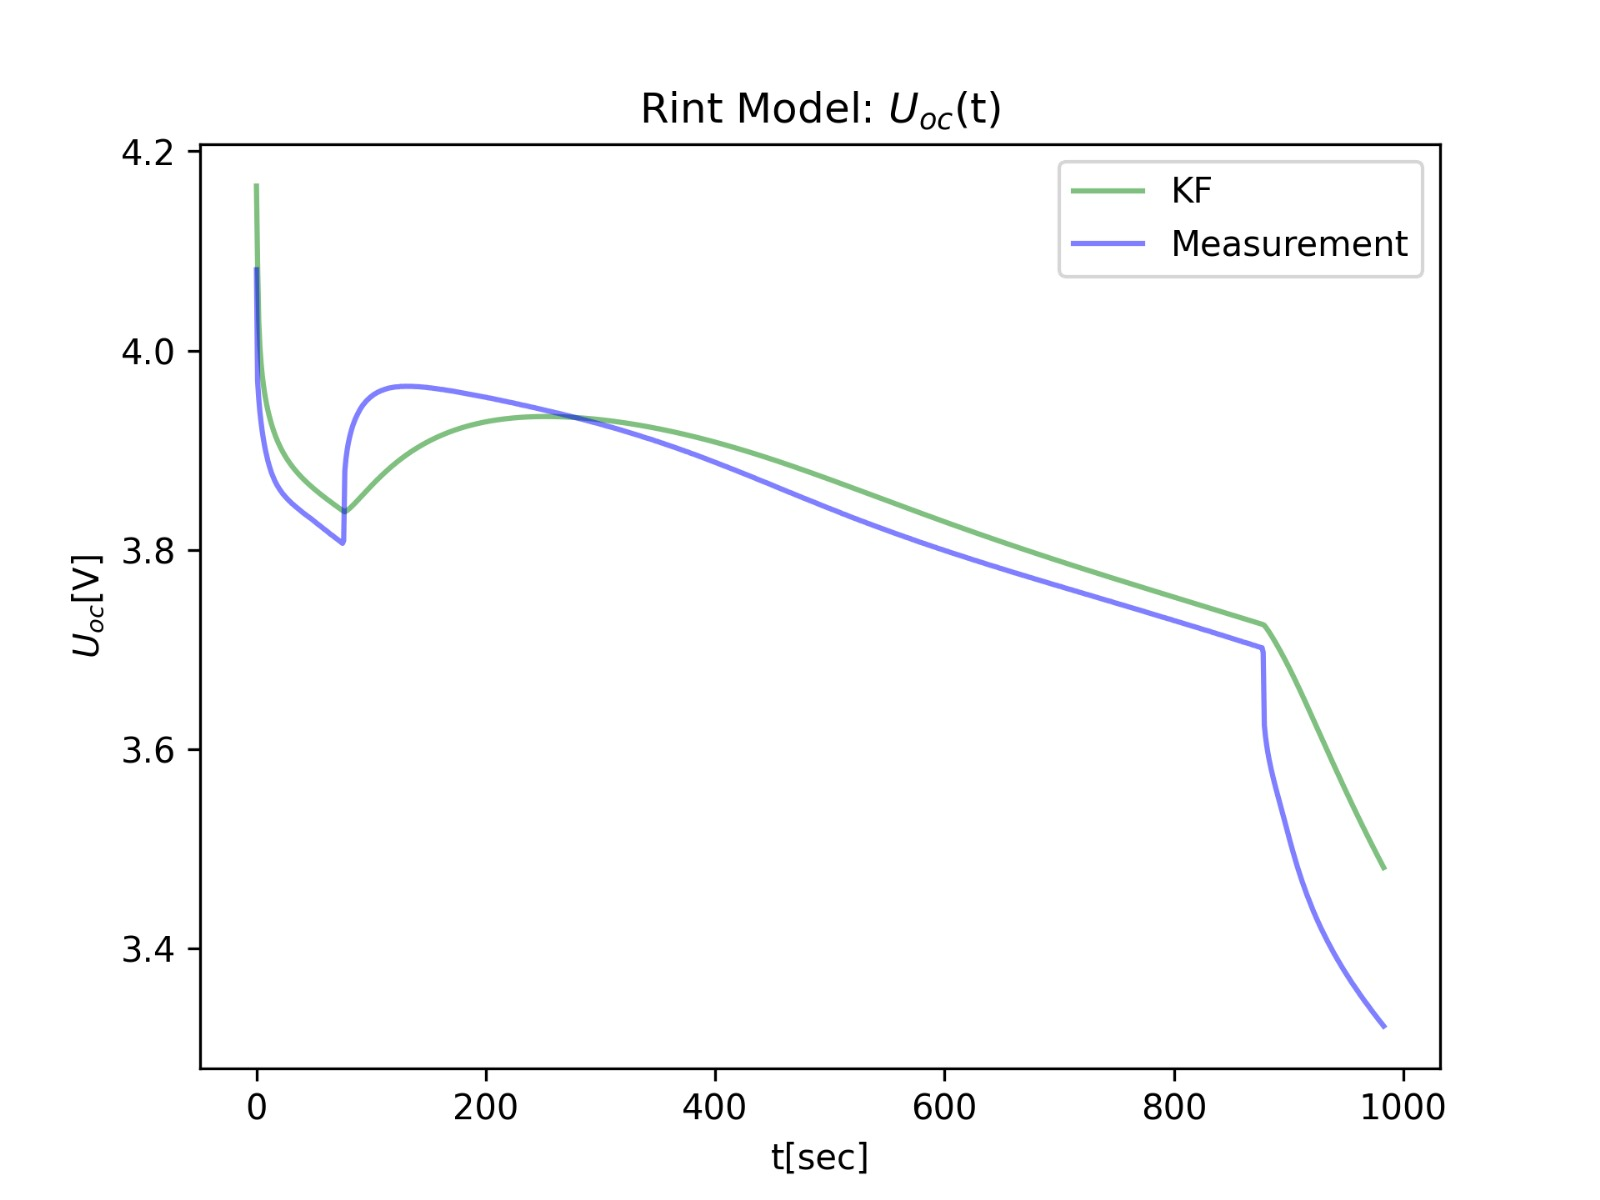 Rint Model: U_oc(t)
KF
Measurement
4.2
4.0
3.8
3.6
3.4
U_oc[V]
0 200 400 600 800 1000
t[sec]